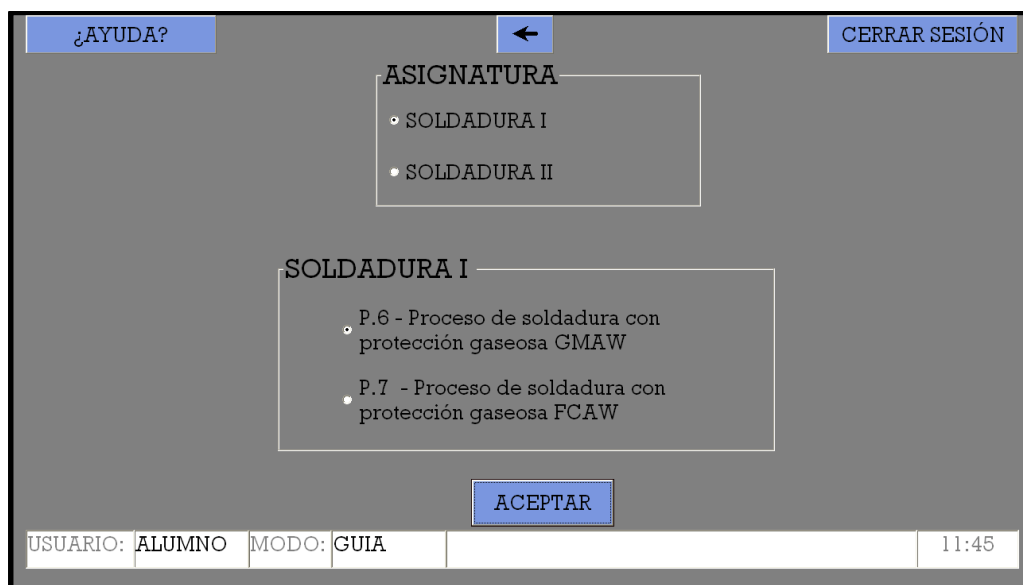 ¿AYUDA?
CERRAR SESIÓN
ASIGNATURA
SOLDADURA I
SOLDADURA II
SOLDADURA I
P.6 - Proceso de soldadura con
protección gaseosa GMAW
P.7 - Proceso de soldadura con
protección gaseosa FCAW
ACEPTAR
USUARIO: ALUMNO MODO: GUIA 11:45